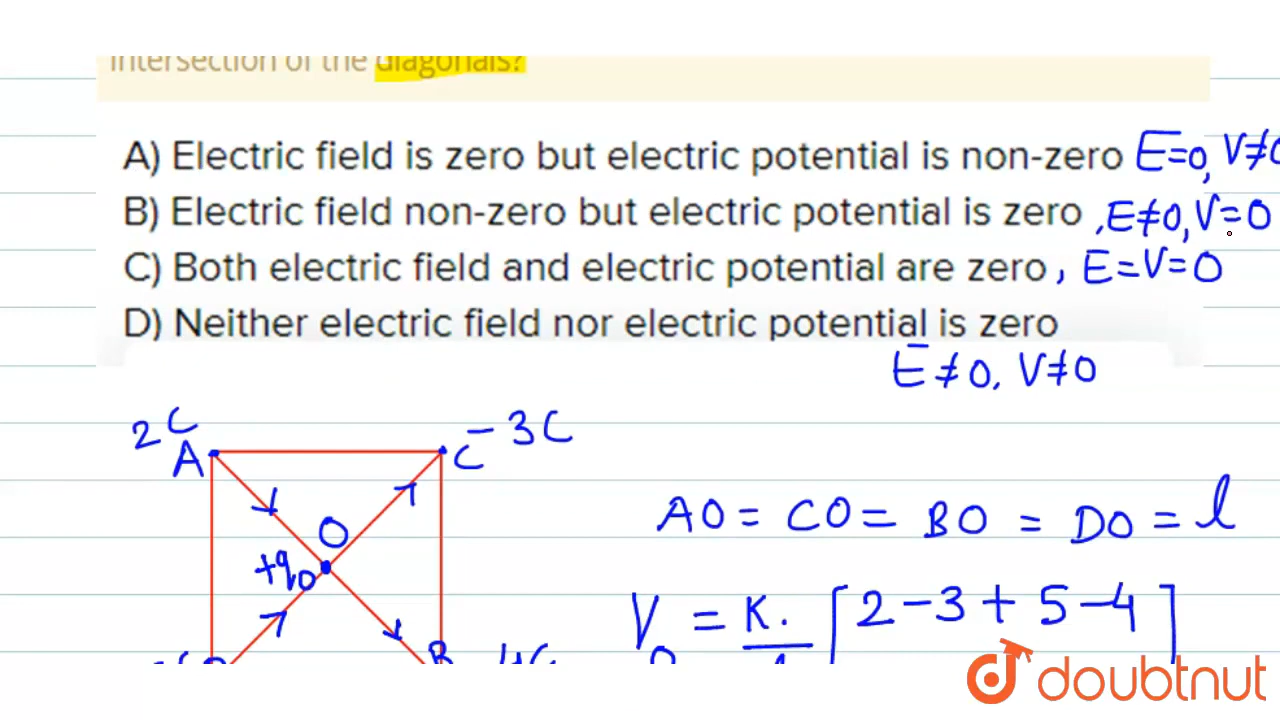 intersection of the diagonals?
A) Electric field is zero but electric potential is non-zero E=0, V≠0
B) Electric field non-zero but electric potential is zero , E≠0, V=0
C) Both electric field and electric potential are zero , E=V=0
D) Neither electric field nor electric potential is zero
E≠0, V≠0
2C
A
C -3C
O
+q0
AO = CO = BO = DO = l
V0 = K. [2-3+5-4]
B
doubtnut